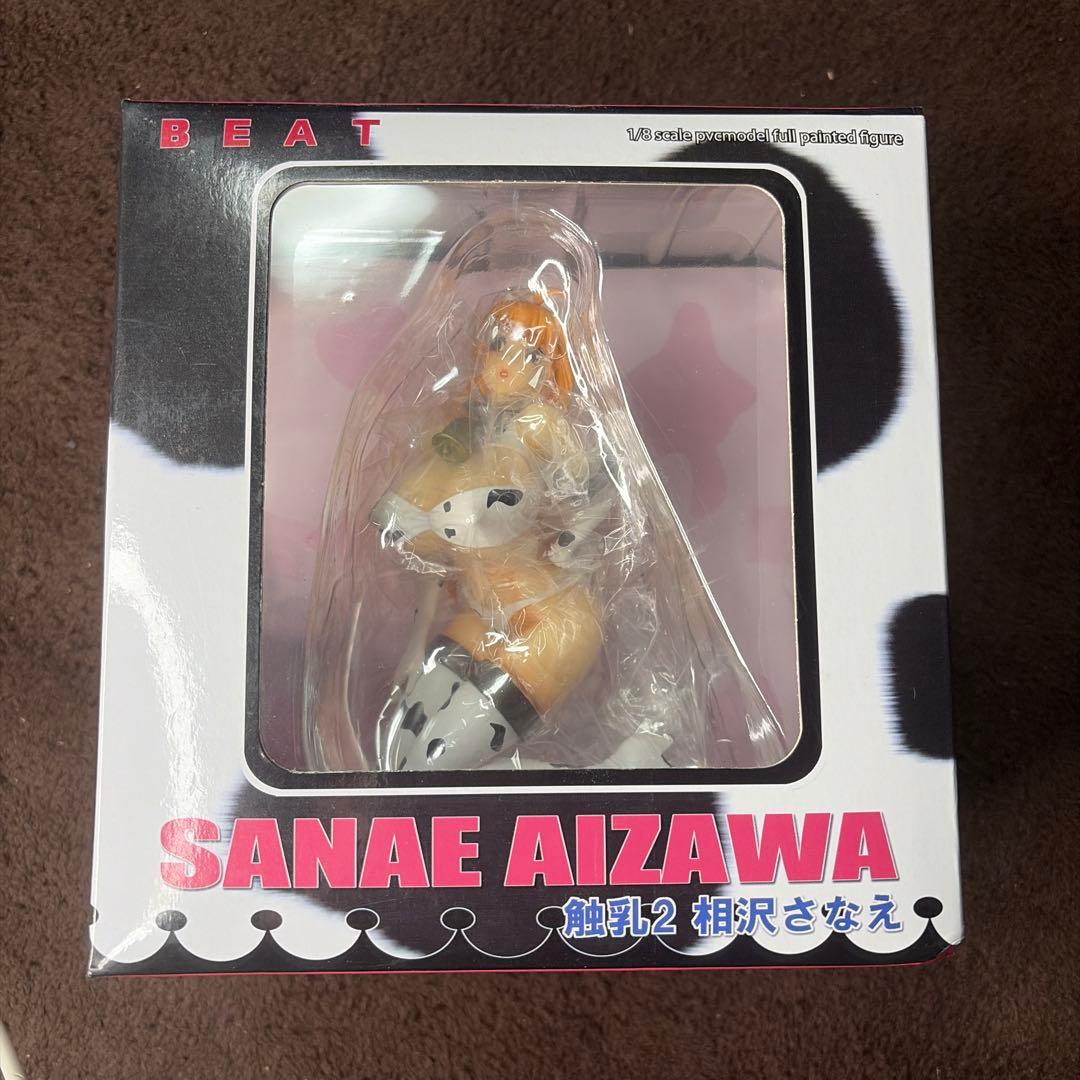 BEAT
1/8 scale pvcmodel full painted figure
SANAE AIZAWA
触乳2 相沢さなえ